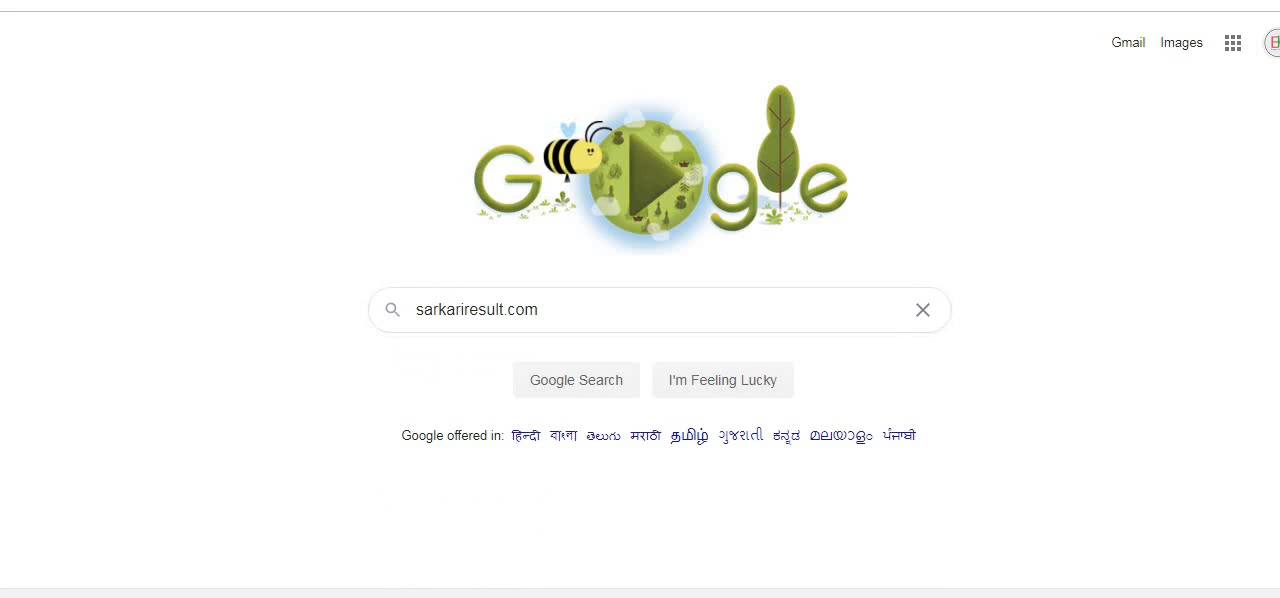 Gmail Images
Google
sarkariresult.com
Google Search I'm Feeling Lucky
Google offered in: हिन्दी বাংলা తెలుగు मराठी தமிழ் ગુજરાતી ಕನ್ನಡ മലയാളം ਪੰਜਾਬੀ